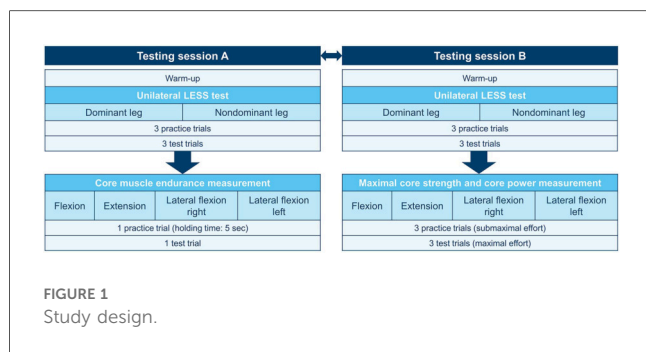 Testing session A
Warm-up
Unilateral LESS test
Dominant leg Nondominant leg
3 practice trials
3 test trials
Core muscle endurance measurement
Flexion Extension Lateral flexion right Lateral flexion left
1 practice trial (holding time: 5 sec)
1 test trial
Testing session B
Warm-up
Unilateral LESS test
Dominant leg Nondominant leg
3 practice trials
3 test trials
Maximal core strength and core power measurement
Flexion Extension Lateral flexion right Lateral flexion left
3 practice trials (submaximal effort)
3 test trials (maximal effort)
FIGURE 1
Study design.